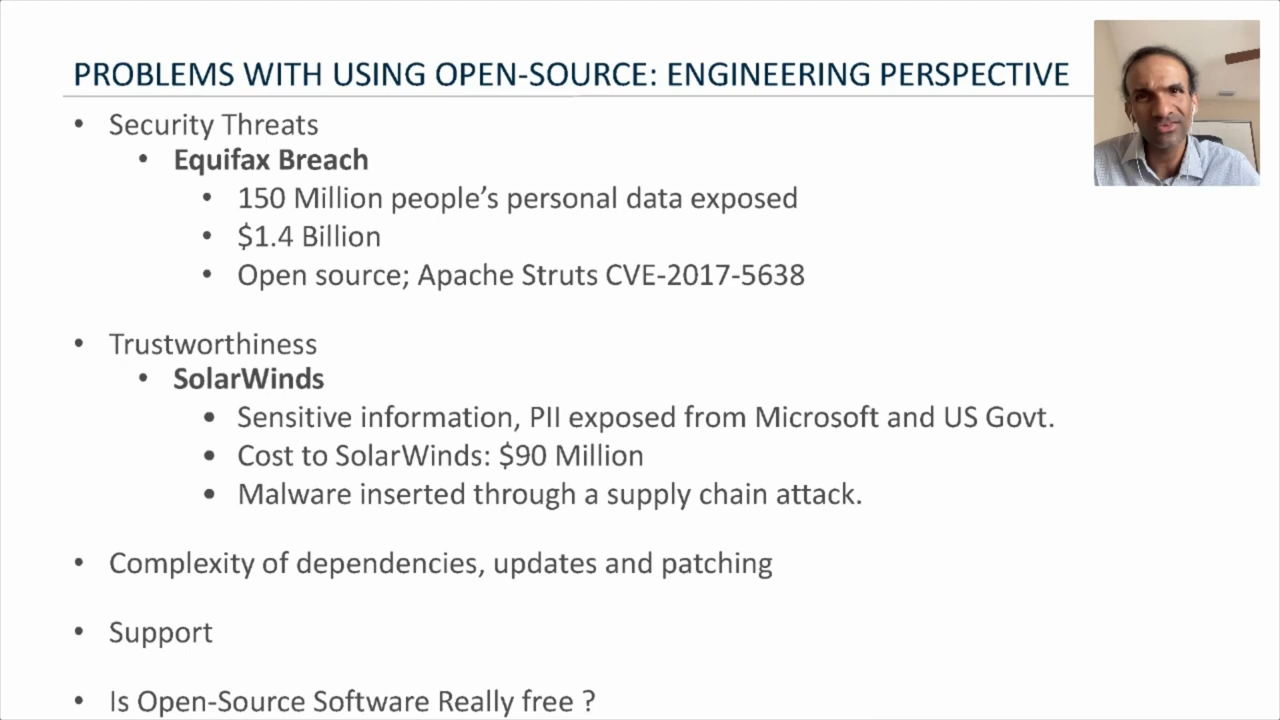 PROBLEMS WITH USING OPEN-SOURCE: ENGINEERING PERSPECTIVE
• Security Threats
• Equifax Breach
• 150 Million people’s personal data exposed
• $1.4 Billion
• Open source; Apache Struts CVE-2017-5638
• Trustworthiness
• SolarWinds
• Sensitive information, PII exposed from Microsoft and US Govt.
• Cost to SolarWinds: $90 Million
• Malware inserted through a supply chain attack.
• Complexity of dependencies, updates and patching
• Support
• Is Open-Source Software Really free ?